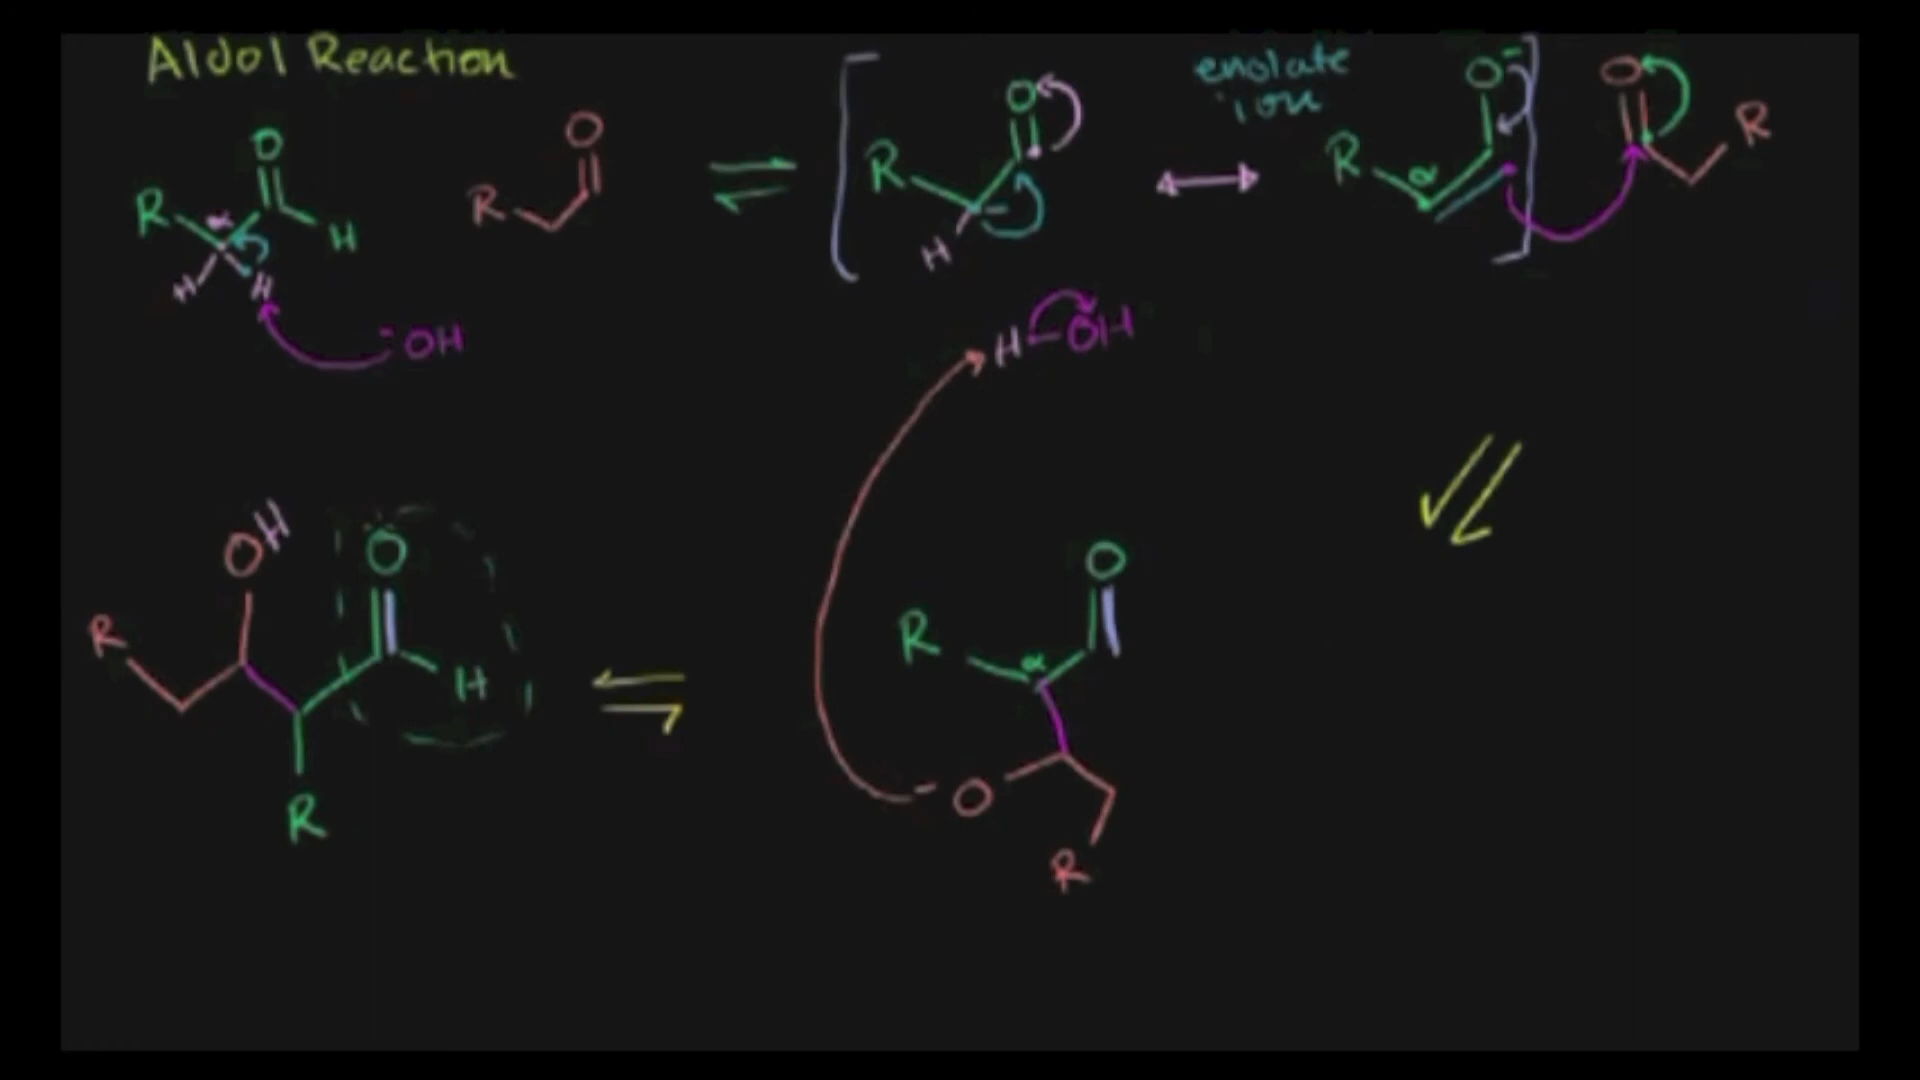 Aldol Reaction
enolate
ion
O
O
O
O⁻
O
R
R
R
R
R
α
α
H
H
H
H
⁻OH
H-OH
OH
O
O
R
R
α
H
⁻O
R
R